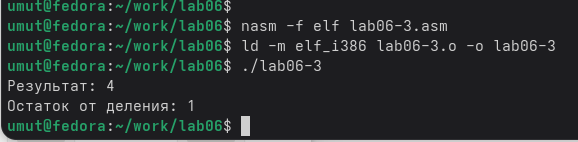 umut@fedora:~/work/lab06$
umut@fedora:~/work/lab06$ nasm -f elf lab06-3.asm
umut@fedora:~/work/lab06$ ld -m elf_i386 lab06-3.o -o lab06-3
umut@fedora:~/work/lab06$ ./lab06-3
Результат: 4
Остаток от деления: 1
umut@fedora:~/work/lab06$